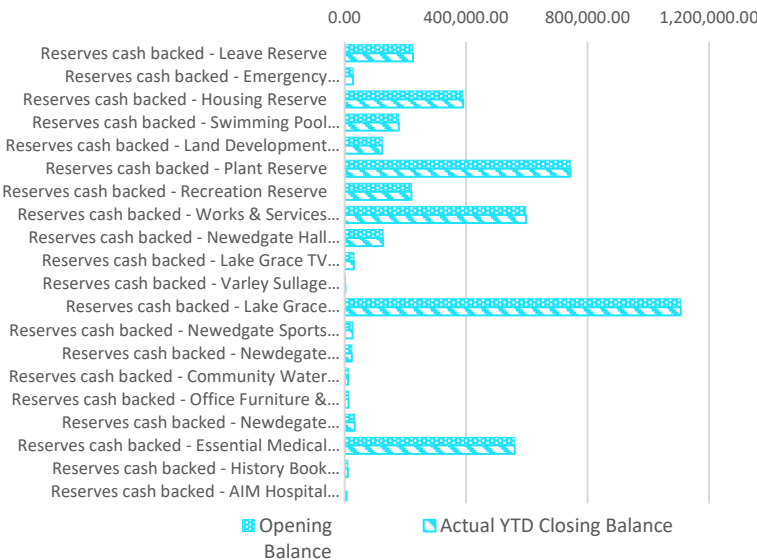 0.00 400,000.00 800,000.00 1,200,000.00
Reserves cash backed - Leave Reserve
Reserves cash backed - Emergency...
Reserves cash backed - Housing Reserve
Reserves cash backed - Swimming Pool...
Reserves cash backed - Land Development...
Reserves cash backed - Plant Reserve
Reserves cash backed - Recreation Reserve
Reserves cash backed - Works & Services...
Reserves cash backed - Newedgate Hall...
Reserves cash backed - Lake Grace TV...
Reserves cash backed - Varley Sullage...
Reserves cash backed - Lake Grace...
Reserves cash backed - Newedgate Sports...
Reserves cash backed - Newdegate...
Reserves cash backed - Community Water...
Reserves cash backed - Office Furniture &...
Reserves cash backed - Newdegate...
Reserves cash backed - Essential Medical...
Reserves cash backed - History Book...
Reserves cash backed - AIM Hospital...
Opening
Balance
Actual YTD Closing Balance